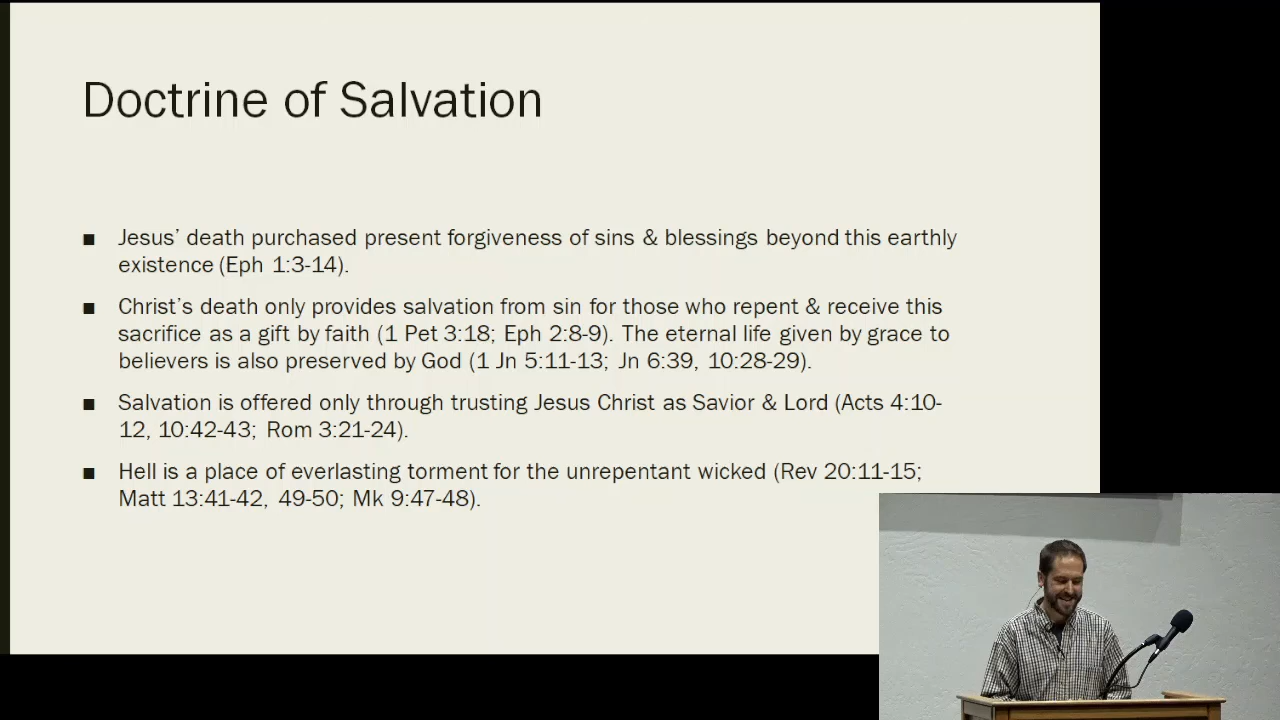 Doctrine of Salvation
■ Jesus’ death purchased present forgiveness of sins & blessings beyond this earthly
existence (Eph 1:3-14).
■ Christ’s death only provides salvation from sin for those who repent & receive this
sacrifice as a gift by faith (1 Pet 3:18; Eph 2:8-9). The eternal life given by grace to
believers is also preserved by God (1 Jn 5:11-13; Jn 6:39, 10:28-29).
■ Salvation is offered only through trusting Jesus Christ as Savior & Lord (Acts 4:10-
12, 10:42-43; Rom 3:21-24).
■ Hell is a place of everlasting torment for the unrepentant wicked (Rev 20:11-15;
Matt 13:41-42, 49-50; Mk 9:47-48).